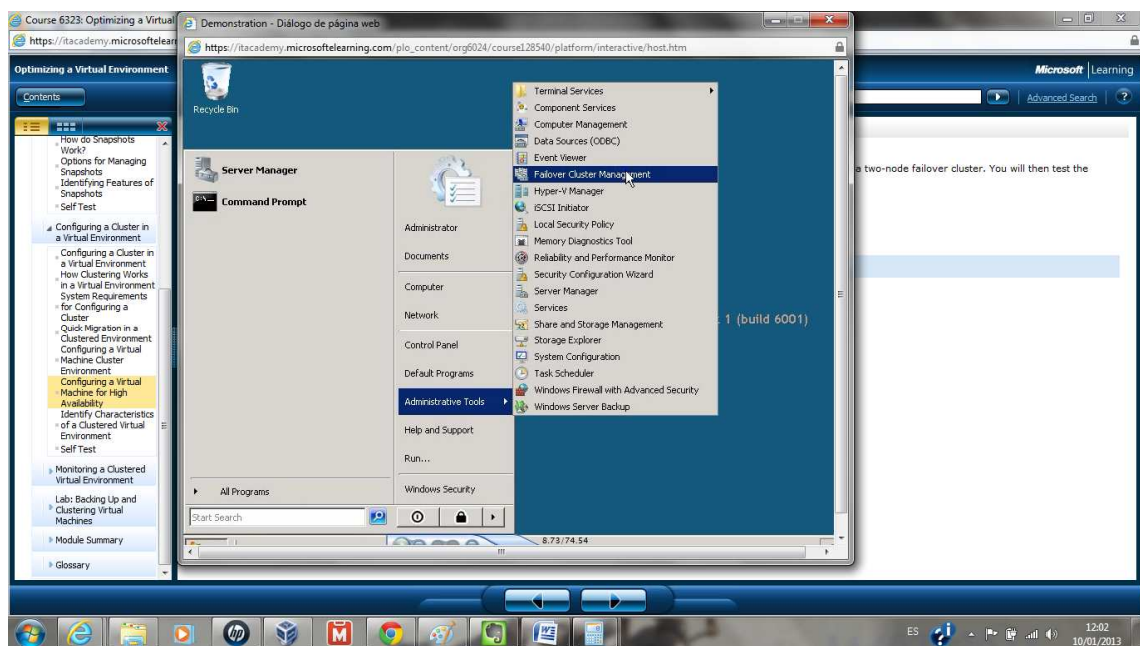 Course 6323: Optimizing a Virtual
https://itacademy.microsoftlearn
Optimizing a Virtual Environment
Microsoft | Learning
Contents
Advanced Search
How do Snapshots
Work?
Options for Managing
Snapshots
Identifying Features of
Snapshots
Self Test
Configuring a Cluster in
a Virtual Environment
Configuring a Cluster in
a Virtual Environment
How Clustering Works
in a Virtual Environment
System Requirements
for Configuring a
Cluster
Quick Migration in a
Clustered Environment
Configuring a Virtual
Machine Cluster
Environment
Configuring a Virtual
Machine for High
Availability
Identify Characteristics
of a Clustered Virtual
Environment
Self Test
Monitoring a Clustered
Virtual Environment
Lab: Backing Up and
Clustering Virtual
Machines
Module Summary
Glossary
a two-node failover cluster. You will then test the
Demonstration - Diálogo de página web
https://itacademy.microsoftelearning.com/plo_content/org6024/course128540/platform/interactive/host.htm
Recycle Bin
Server Manager
Command Prompt
All Programs
Start Search
Administrator
Documents
Computer
Network
Control Panel
Default Programs
Administrative Tools
Help and Support
Run...
Windows Security
Terminal Services
Component Services
Computer Management
Data Sources (ODBC)
Event Viewer
Failover Cluster Management
Hyper-V Manager
iSCSI Initiator
Local Security Policy
Memory Diagnostics Tool
Reliability and Performance Monitor
Security Configuration Wizard
Server Manager
Services
Share and Storage Management
Storage Explorer
System Configuration
Task Scheduler
Windows Firewall with Advanced Security
Windows Server Backup
1 (build 6001)
8.73/74.54
ES
12:02
10/01/2013